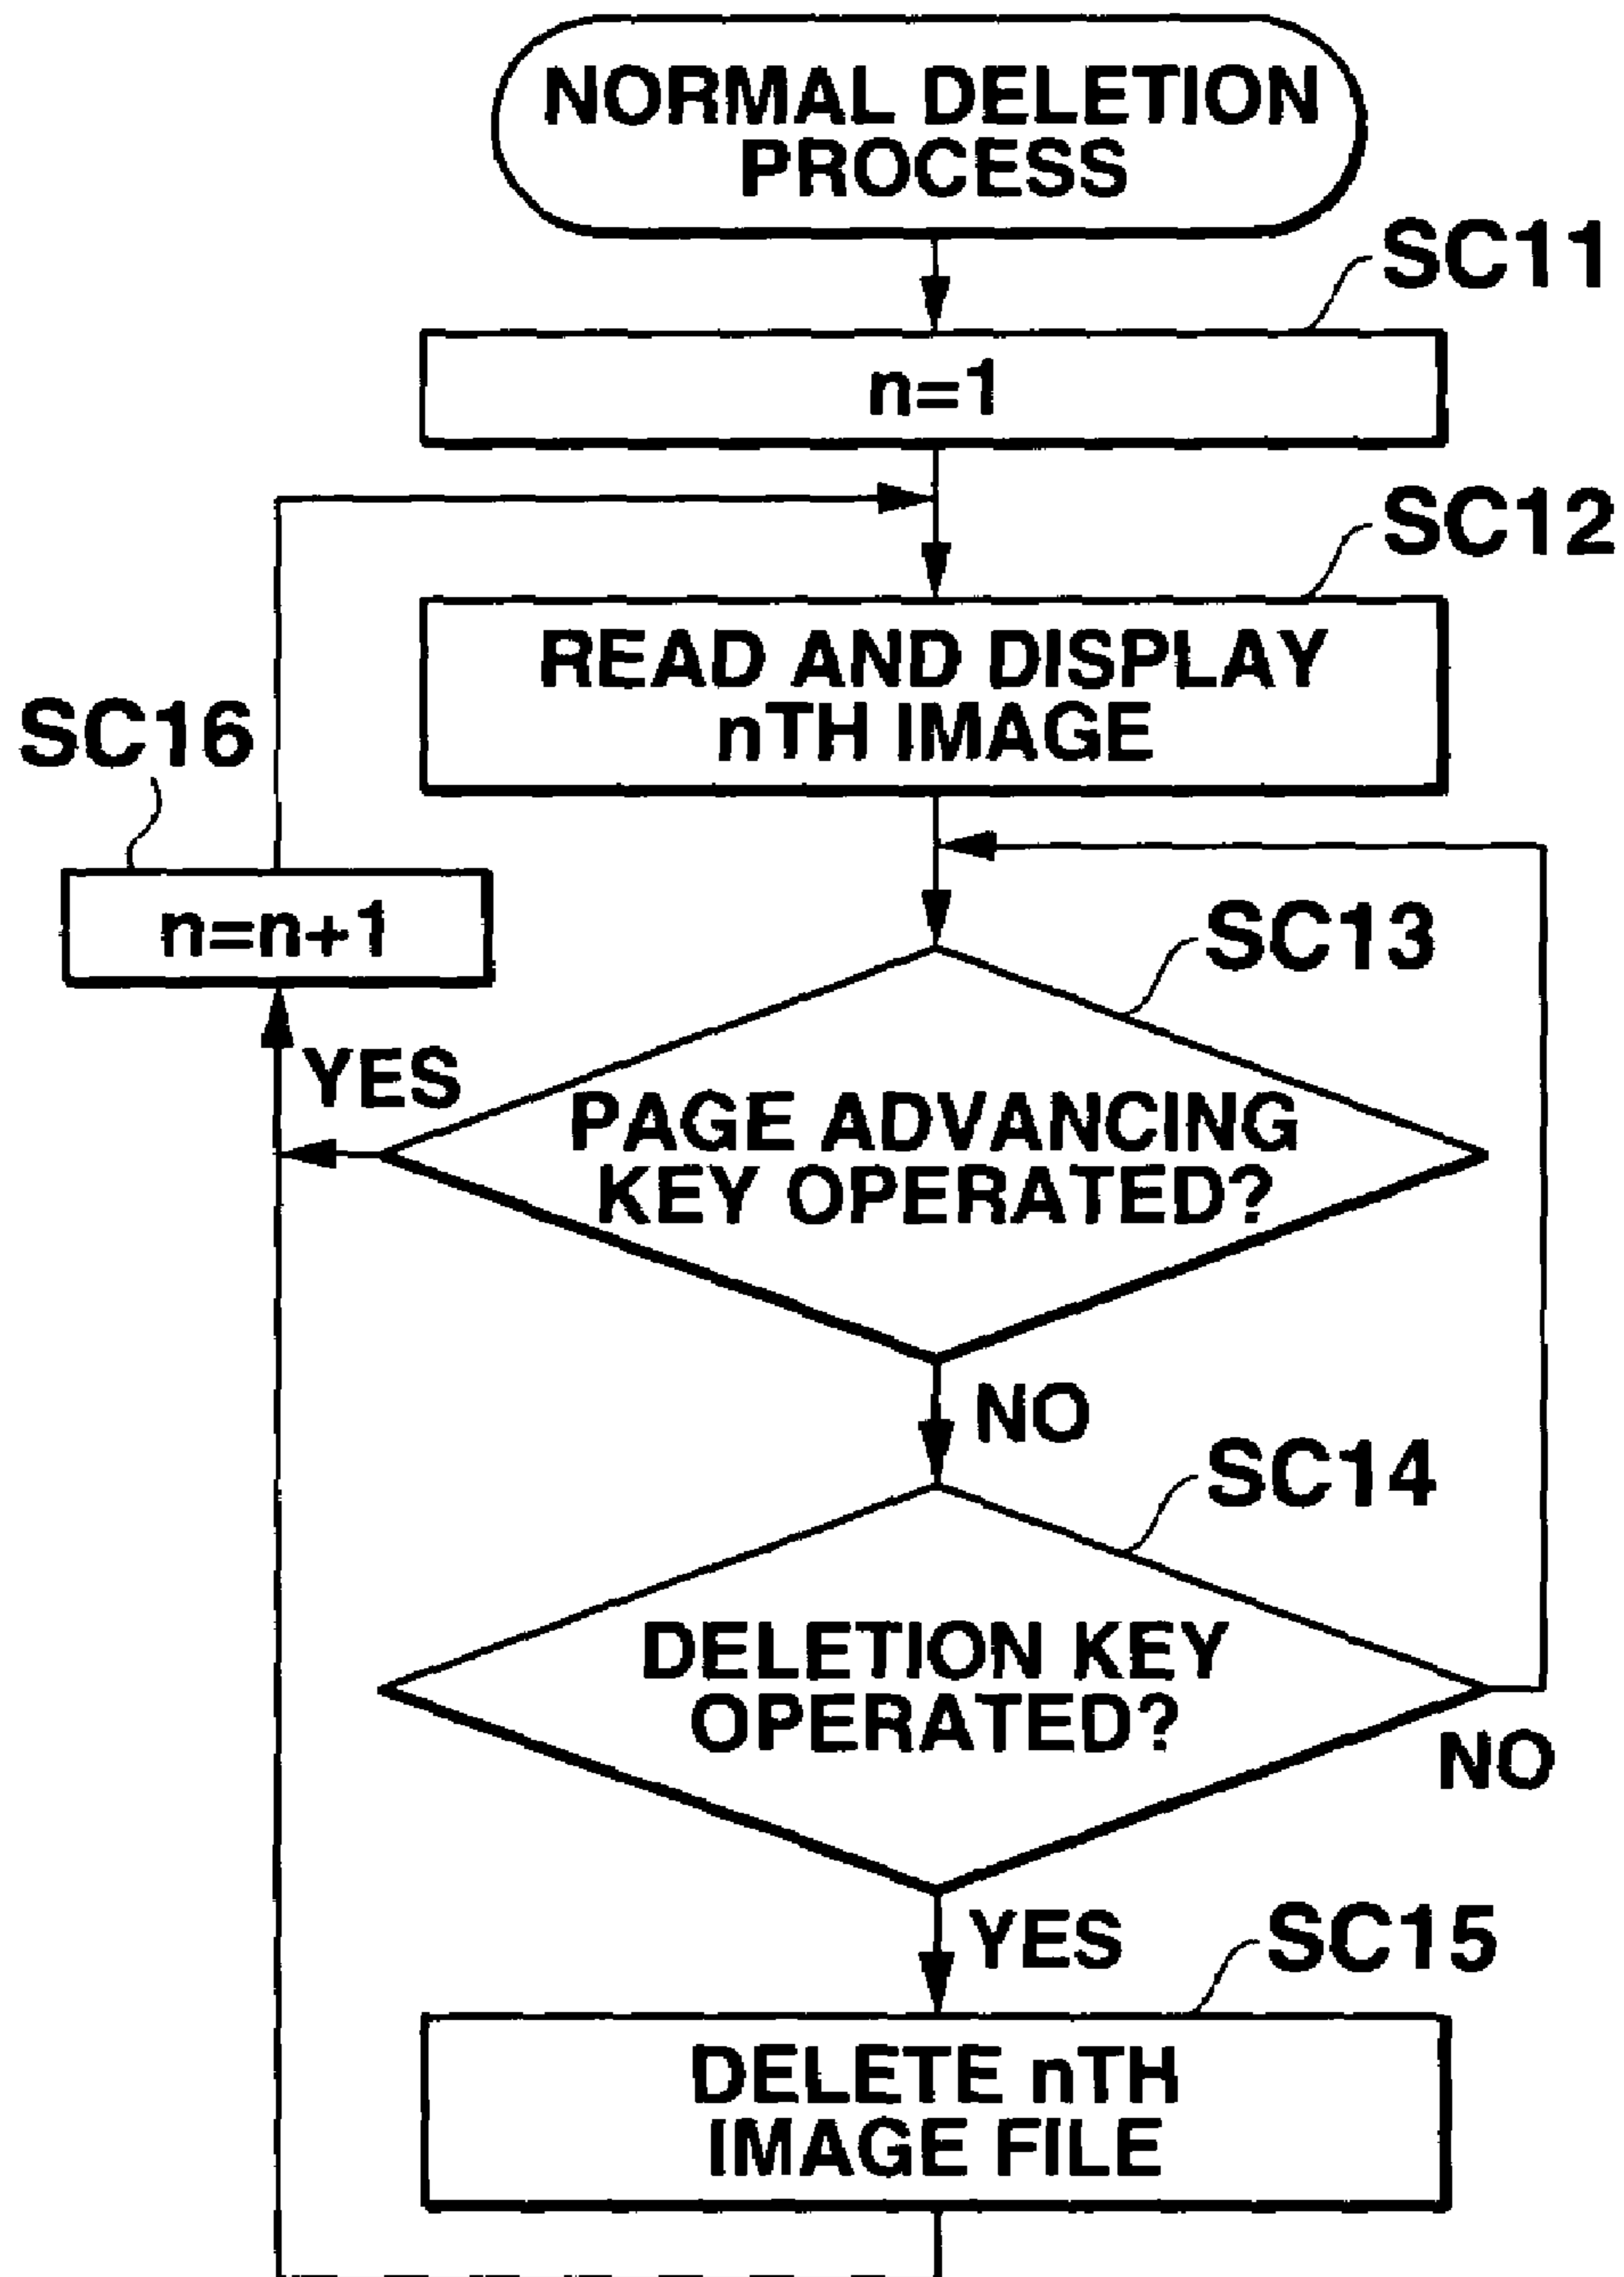 NORMAL DELETION
PROCESS
SC11
n=1
SC12
READ AND DISPLAY
nTH IMAGE
SC16
n=n+1
SC13
YES
PAGE ADVANCING
KEY OPERATED?
NO
SC14
DELETION KEY
OPERATED?
NO
YES
SC15
DELETE nTH
IMAGE FILE